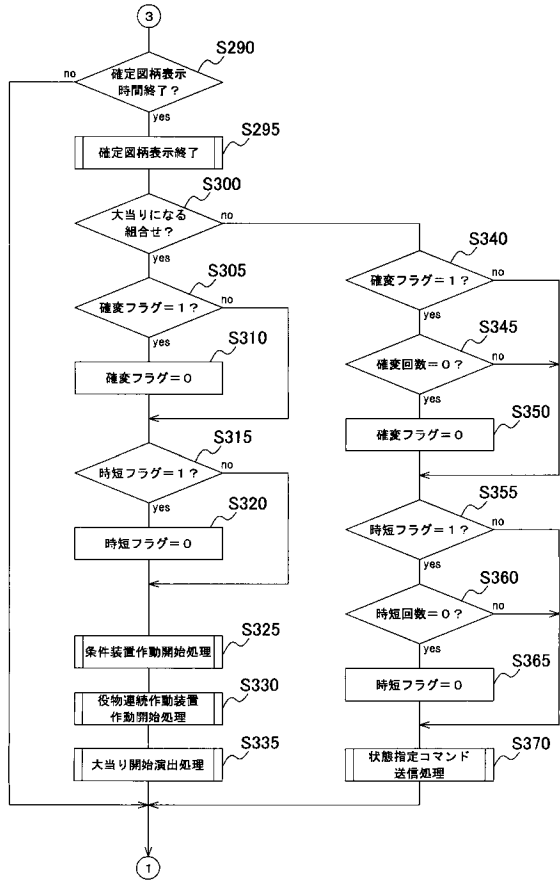 3
S290
no
確定図柄表示
時間終了?
yes
S295
確定図柄表示終了
S300
大当りになる
組合せ?
no
yes
S305
確変フラグ=1?
no
yes
S310
確変フラグ=0
S315
時短フラグ=1?
no
yes
S320
時短フラグ=0
S325
条件装置作動開始処理
S330
役物連続作動装置
作動開始処理
S335
大当り開始演出処理
S340
確変フラグ=1?
no
yes
S345
確変回数=0?
no
yes
S350
確変フラグ=0
S355
時短フラグ=1?
no
yes
S360
時短回数=0?
no
yes
S365
時短フラグ=0
S370
状態指定コマンド
送信処理
1